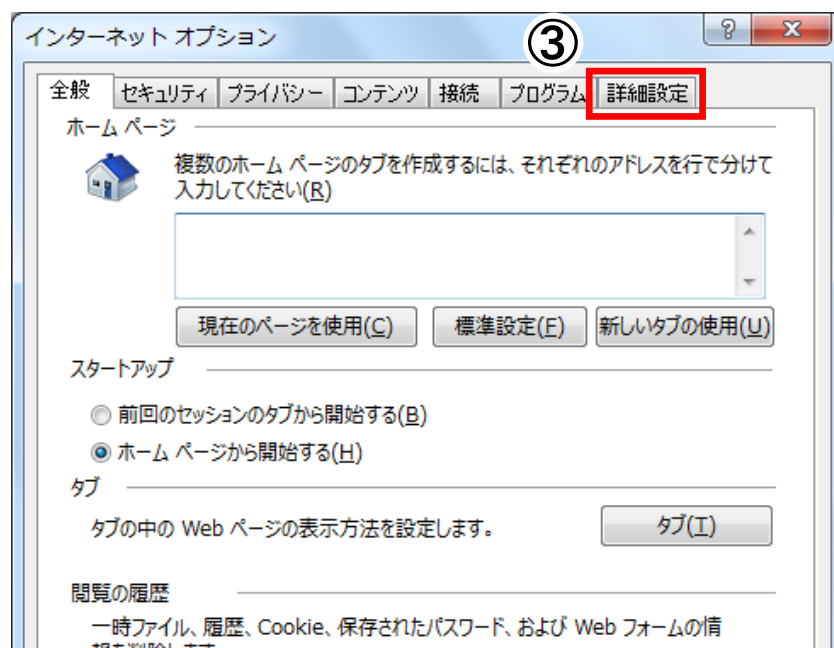 インターネット オプション
③
全般 セキュリティ プライバシー コンテンツ 接続 プログラム 詳細設定
ホーム ページ
複数のホーム ページのタブを作成するには、それぞれのアドレスを行で分けて
入力してください(R)
現在のページを使用(C) 標準設定(F) 新しいタブの使用(U)
スタートアップ
前回のセッションのタブから開始する(B)
ホーム ページから開始する(H)
タブ
タブの中の Web ページの表示方法を設定します。
タブ(T)
閲覧の履歴
一時ファイル、履歴、Cookie、保存されたパスワード、および Web フォームの情